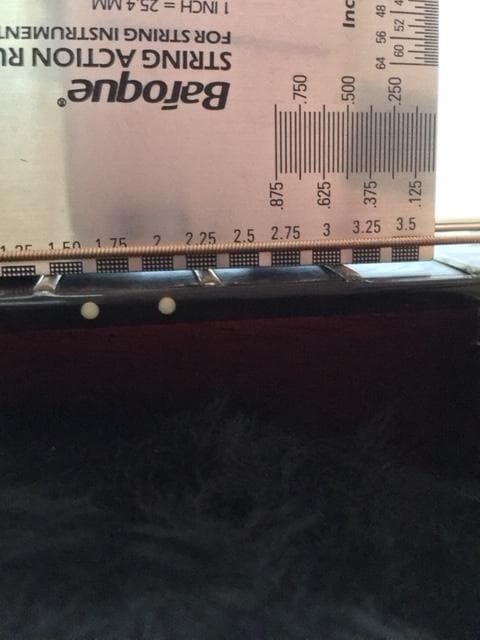 Baroque®
STRING ACTION RU
FOR STRING INSTRUMENT
1 INCH = 25.4 MM
Inc
64 56 48
60 52
.750 .500 .250
.875 .625 .375 .125
1.50 1.75 2 2.25 2.5 2.75 3 3.25 3.5